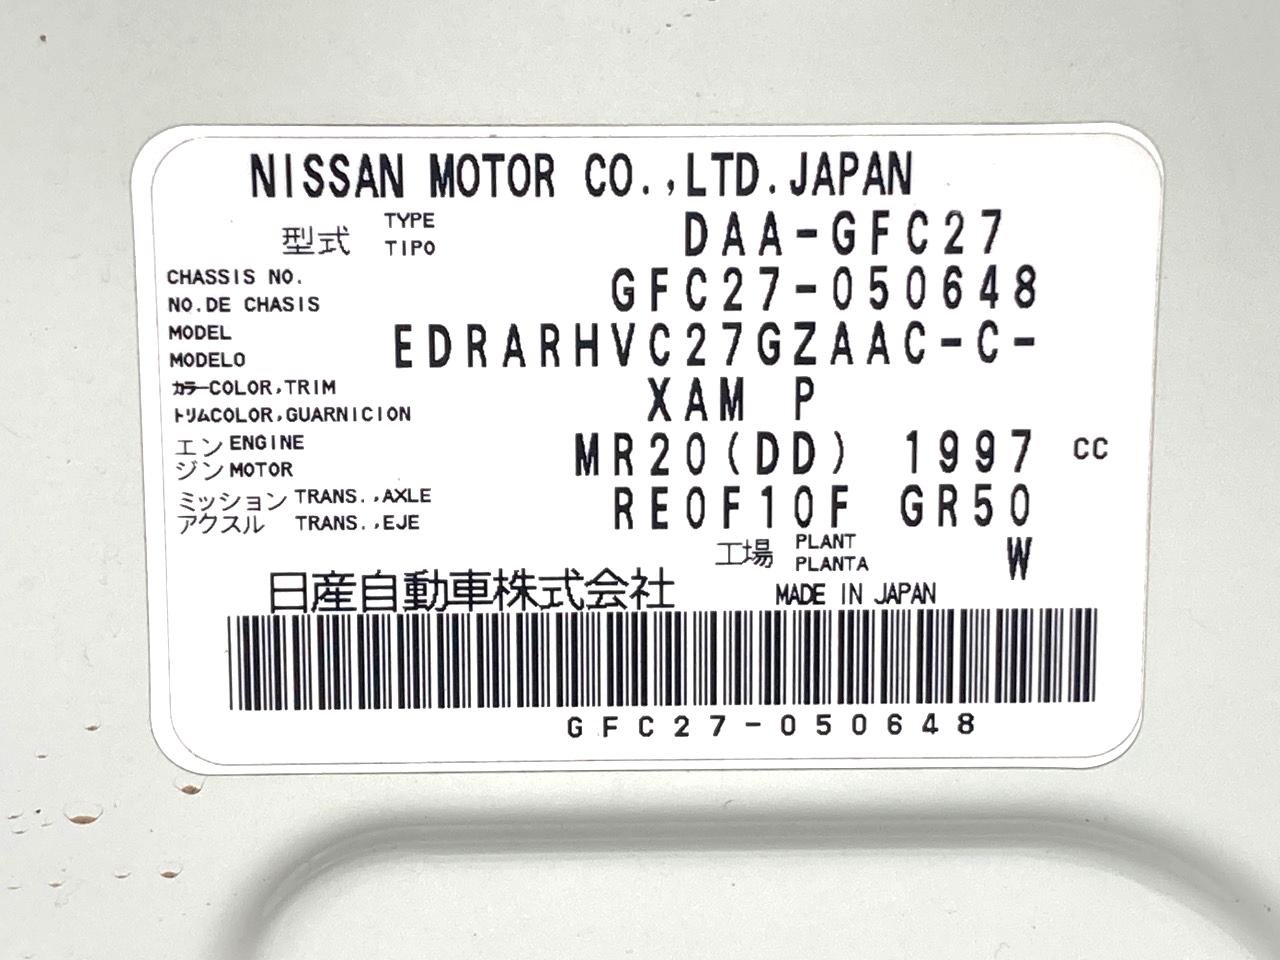 NISSAN MOTOR CO.,LTD.JAPAN
型式 TYPE TIPO DAA-GFC27
CHASSIS NO. NO.DE CHASIS GFC27-050648
MODEL MODELO EDRARHVC27GZAAC-C-
カラーCOLOR,TRIM トリムCOLOR,GUARNICION XAM P
エンジン ENGINE MOTOR MR20(DD) 1997 CC
ミッション TRANS.,AXLE アクスル TRANS.,EJE RE0F10F GR50
工場 PLANT PLANTA W
日産自動車株式会社 MADE IN JAPAN
GFC27-050648